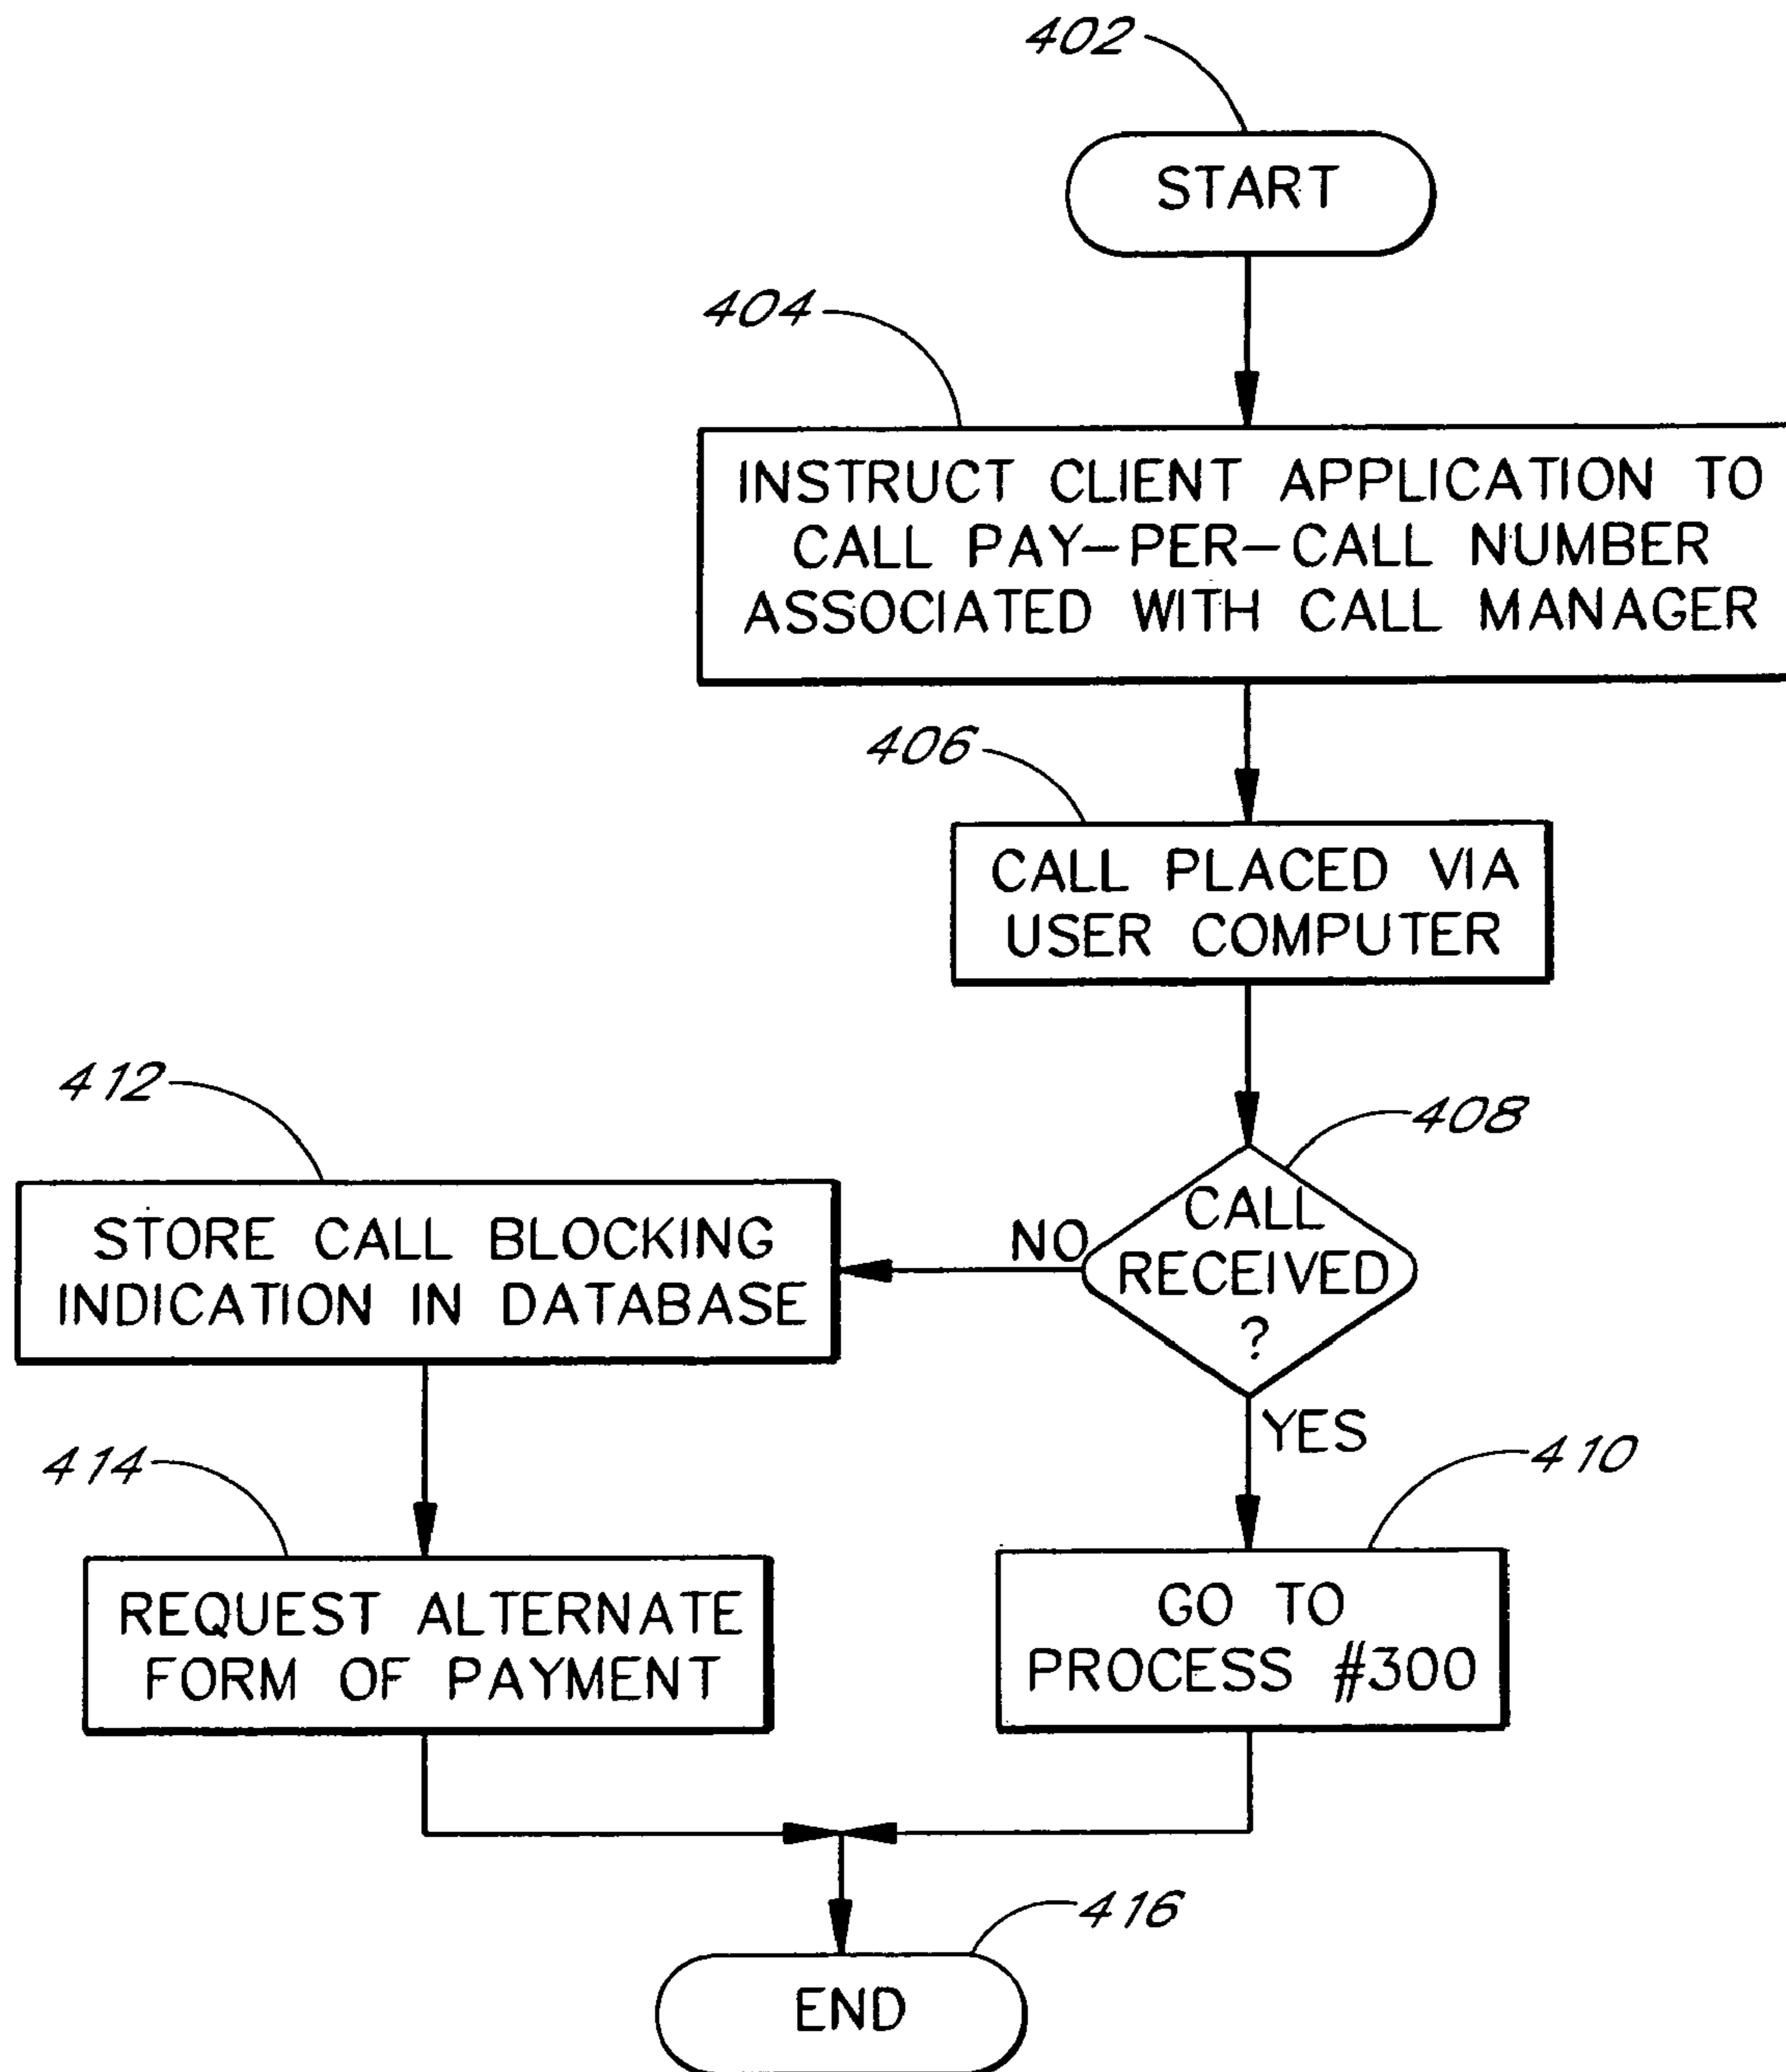 402
START
404
INSTRUCT CLIENT APPLICATION TO
CALL PAY-PER-CALL NUMBER
ASSOCIATED WITH CALL MANAGER
406
CALL PLACED VIA
USER COMPUTER
408
CALL
RECEIVED
?
NO
YES
412
STORE CALL BLOCKING
INDICATION IN DATABASE
414
REQUEST ALTERNATE
FORM OF PAYMENT
410
GO TO
PROCESS #300
416
END